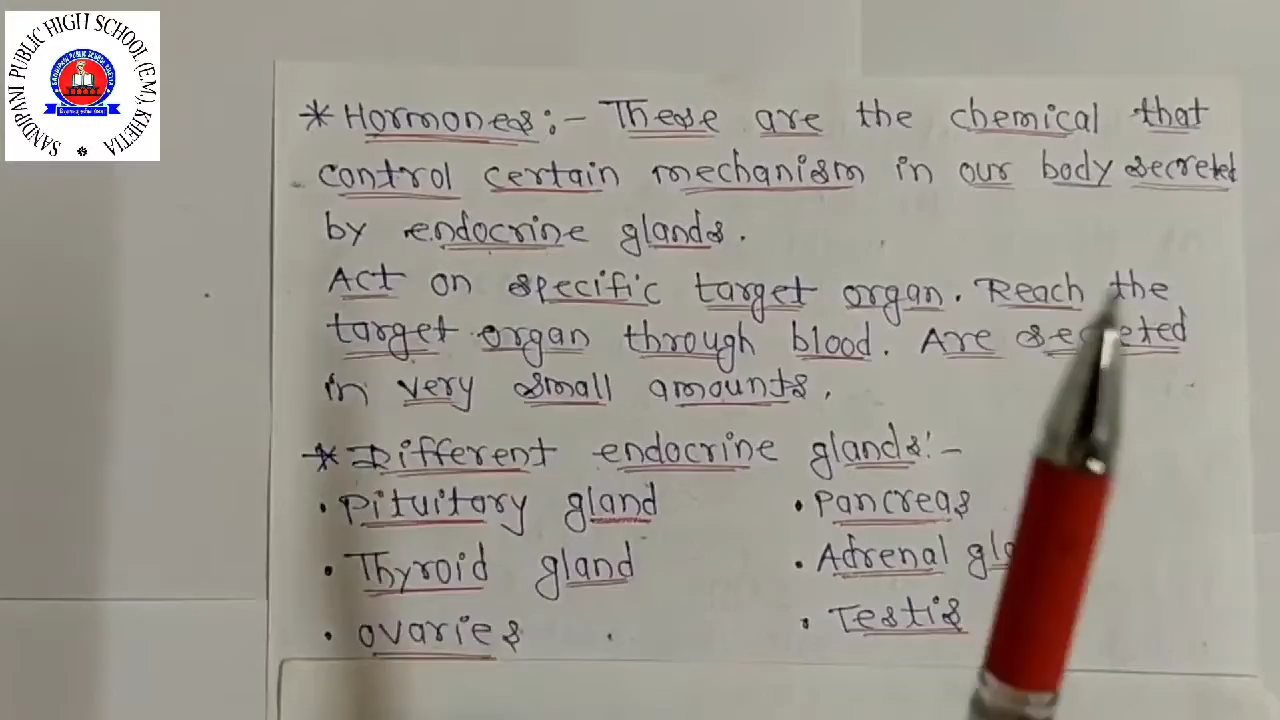 SANDIPANI PUBLIC HIGH SCHOOL (E.M), KHETIA
* Hormones:- These are the chemical that
control certain mechanism in our body secreted
by endocrine glands.
Act on specific target organ. Reach the
target organ through blood. Are secreted
in very small amounts.
* Different endocrine glands:-
• Pituitary gland • Pancreas
• Thyroid gland • Adrenal gla
• Ovaries • Testis